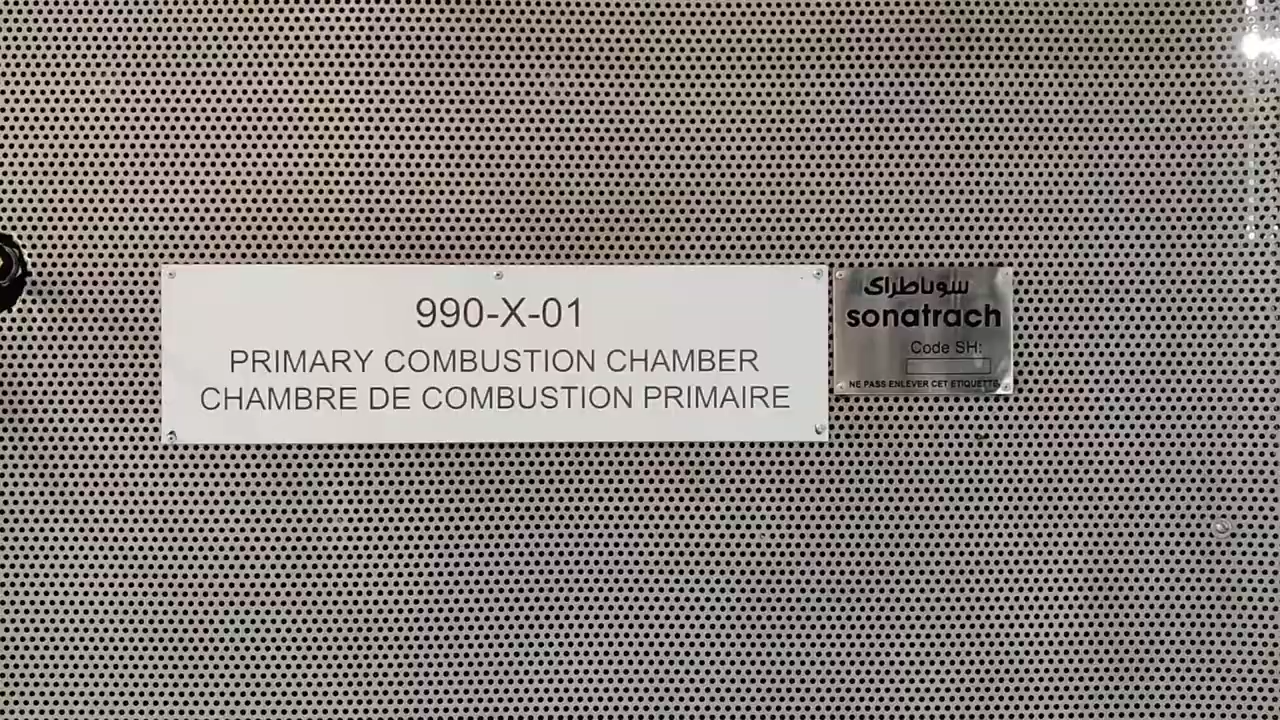 990-X-01
PRIMARY COMBUSTION CHAMBER
CHAMBRE DE COMBUSTION PRIMAIRE
سوناطراك
sonatrach
Code SH:
NE PASS ENLEVER CET ETIQUETTE